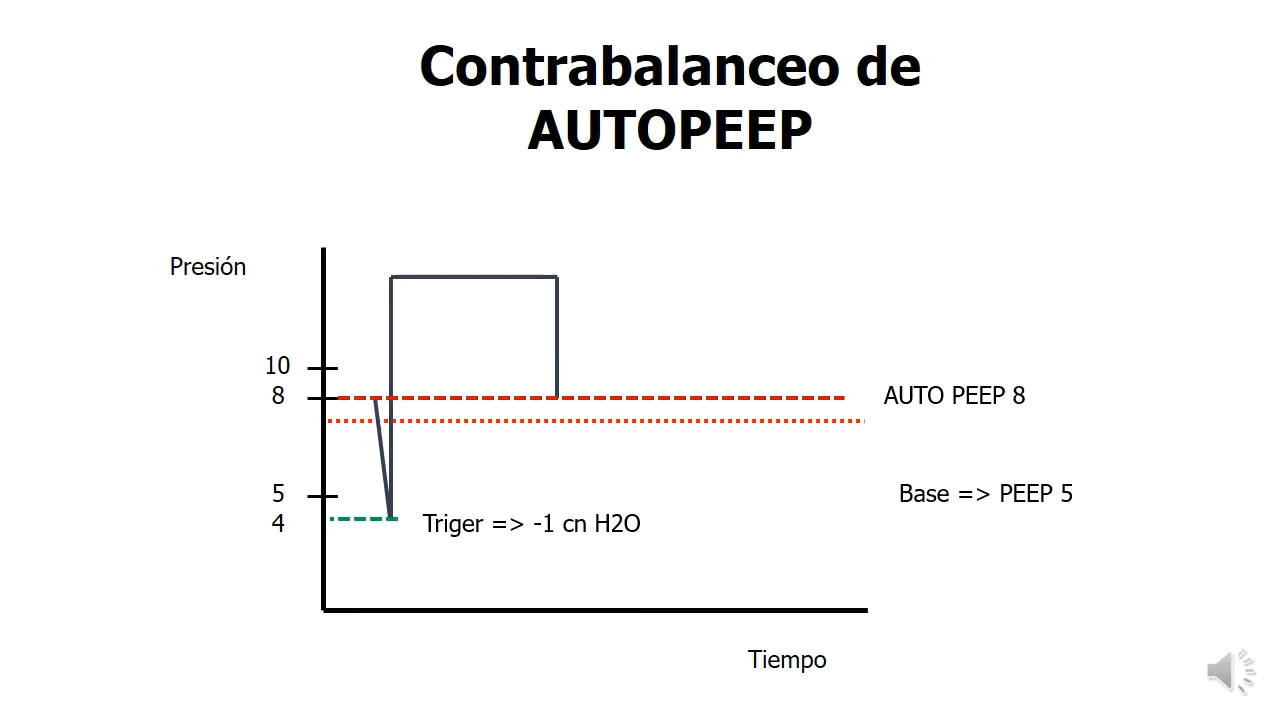 Contrabalanceo de
AUTOPEEP
Presión
10
8
AUTO PEEP 8
5
Base => PEEP 5
4
Triger => -1 cn H2O
Tiempo